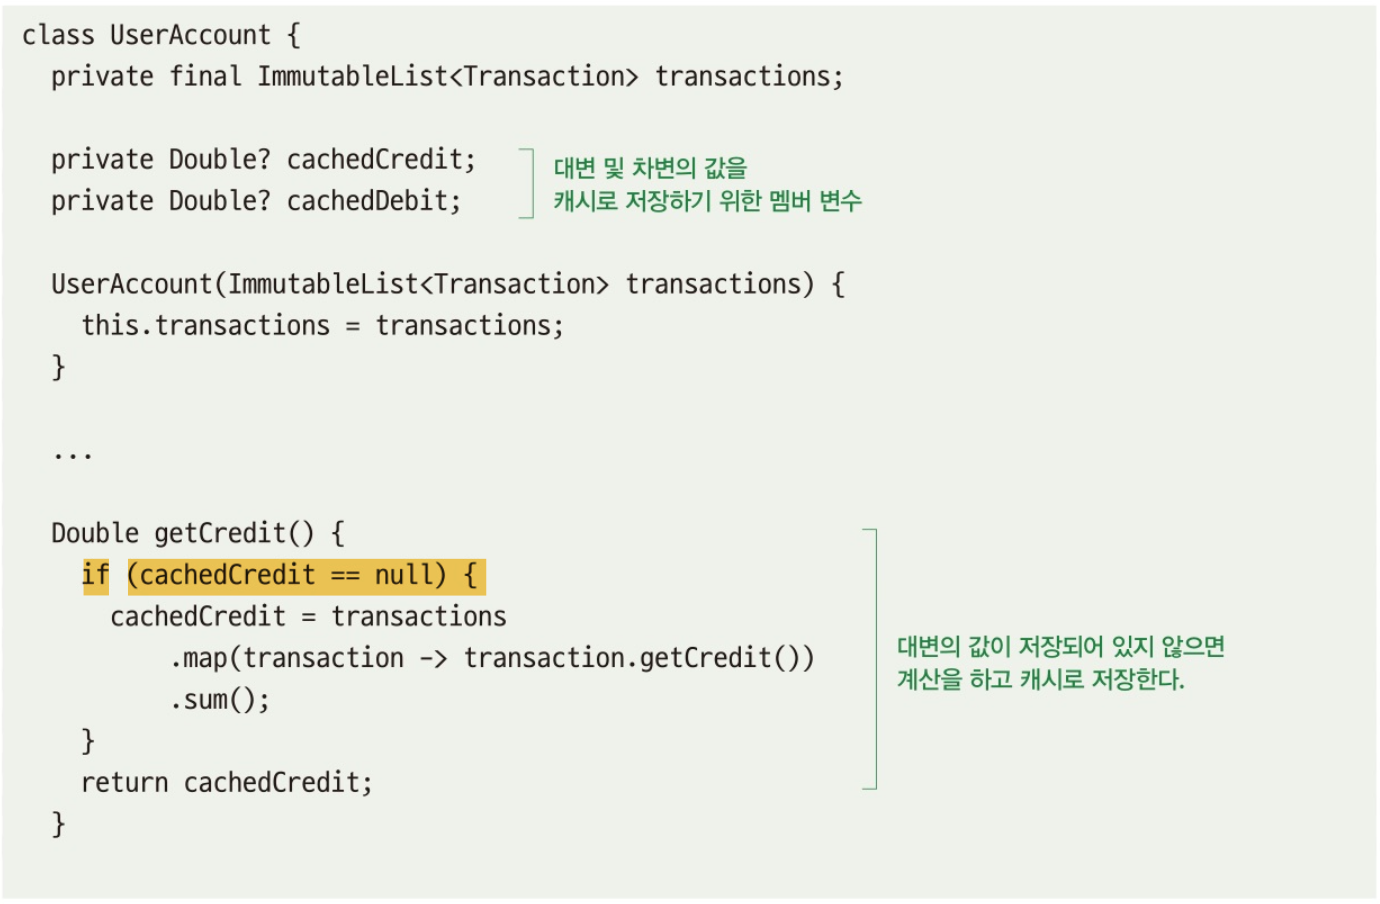 class UserAccount {
private final ImmutableList<Transaction> transactions;
private Double? cachedCredit;
private Double? cachedDebit;
대변 및 차변의 값을
캐시로 저장하기 위한 멤버 변수
UserAccount(ImmutableList<Transaction> transactions) {
this.transactions = transactions;
}
...
Double getCredit() {
if (cachedCredit == null) {
cachedCredit = transactions
.map(transaction -> transaction.getCredit())
.sum();
}
return cachedCredit;
}
대변의 값이 저장되어 있지 않으면
계산을 하고 캐시로 저장한다.